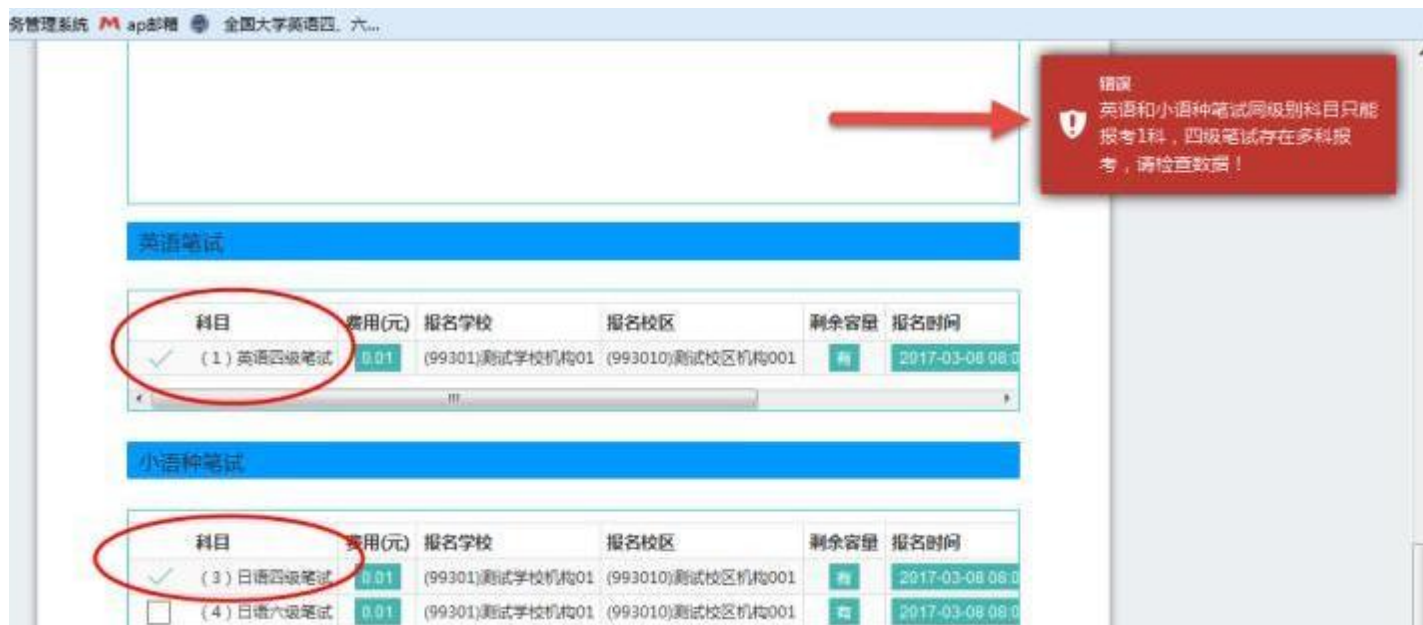 务管理系统 ap邮箱 全国大学英语四、六...
错误
英语和小语种笔试同级别科目只能
报考1科，四级笔试存在多科报
考，请检查数据！
英语笔试
科目 费用(元) 报名学校 报名校区 剩余容量 报名时间
(1)英语四级笔试 0.01 (99301)测试学校机构01 (993010)测试校区机构001 有 2017-03-08 08:0
小语种笔试
科目 费用(元) 报名学校 报名校区 剩余容量 报名时间
(3)日语四级笔试 0.01 (99301)测试学校机构01 (993010)测试校区机构001 有 2017-03-08 08:0
(4)日语六级笔试 0.01 (99301)测试学校机构01 (993010)测试校区机构001 有 2017-03-08 08:0